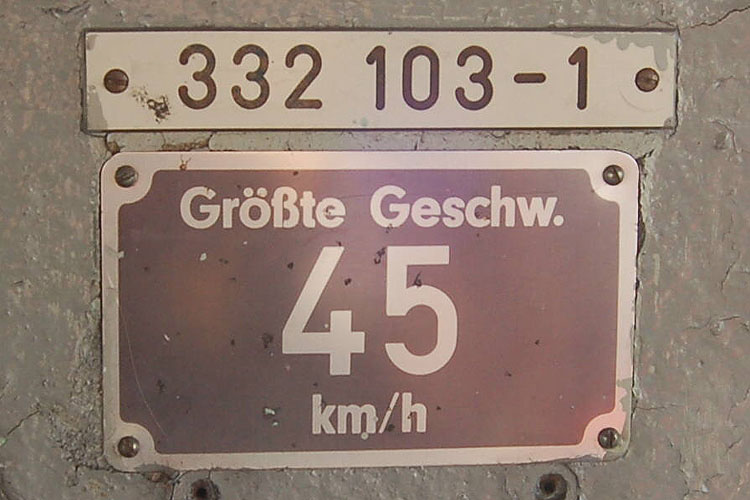 332 103-1
Größte Geschw.
45
km/h